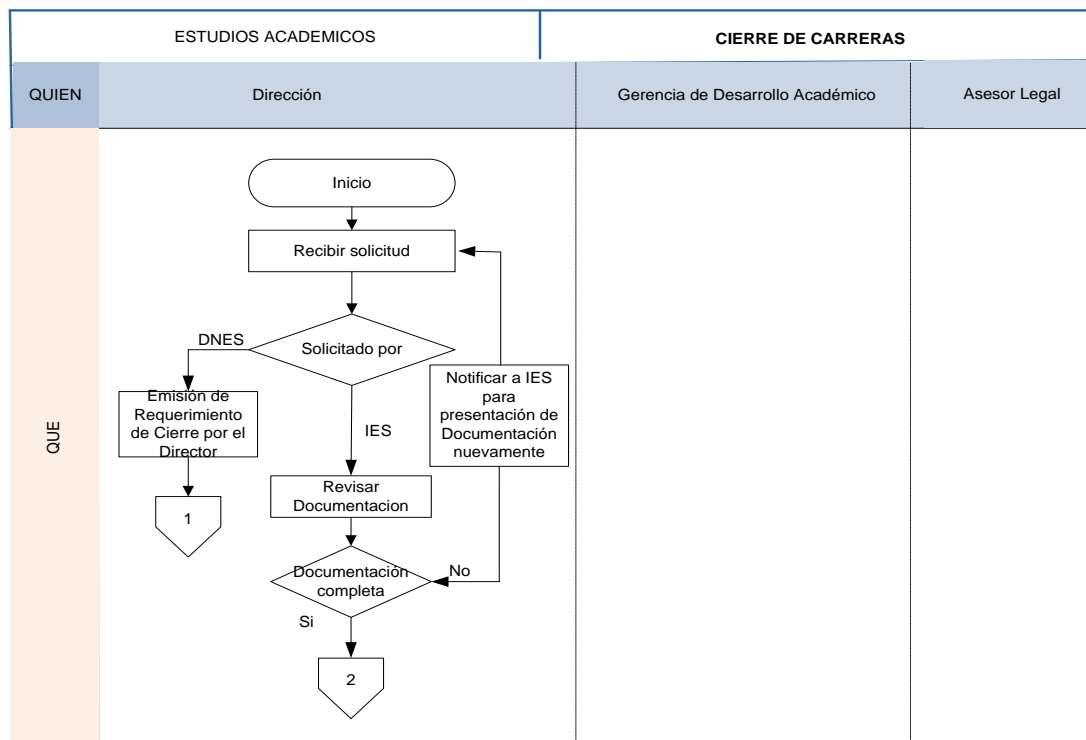 ESTUDIOS ACADEMICOS
CIERRE DE CARRERAS
QUIEN
Dirección
Gerencia de Desarrollo Académico
Asesor Legal
QUE
Inicio
Recibir solicitud
Solicitado por
DNES
Emisión de
Requerimiento
de Cierre por el
Director
1
IES
Notificar a IES
para
presentación de
Documentación
nuevamente
Revisar
Documentacion
Documentación
completa
No
Si
2